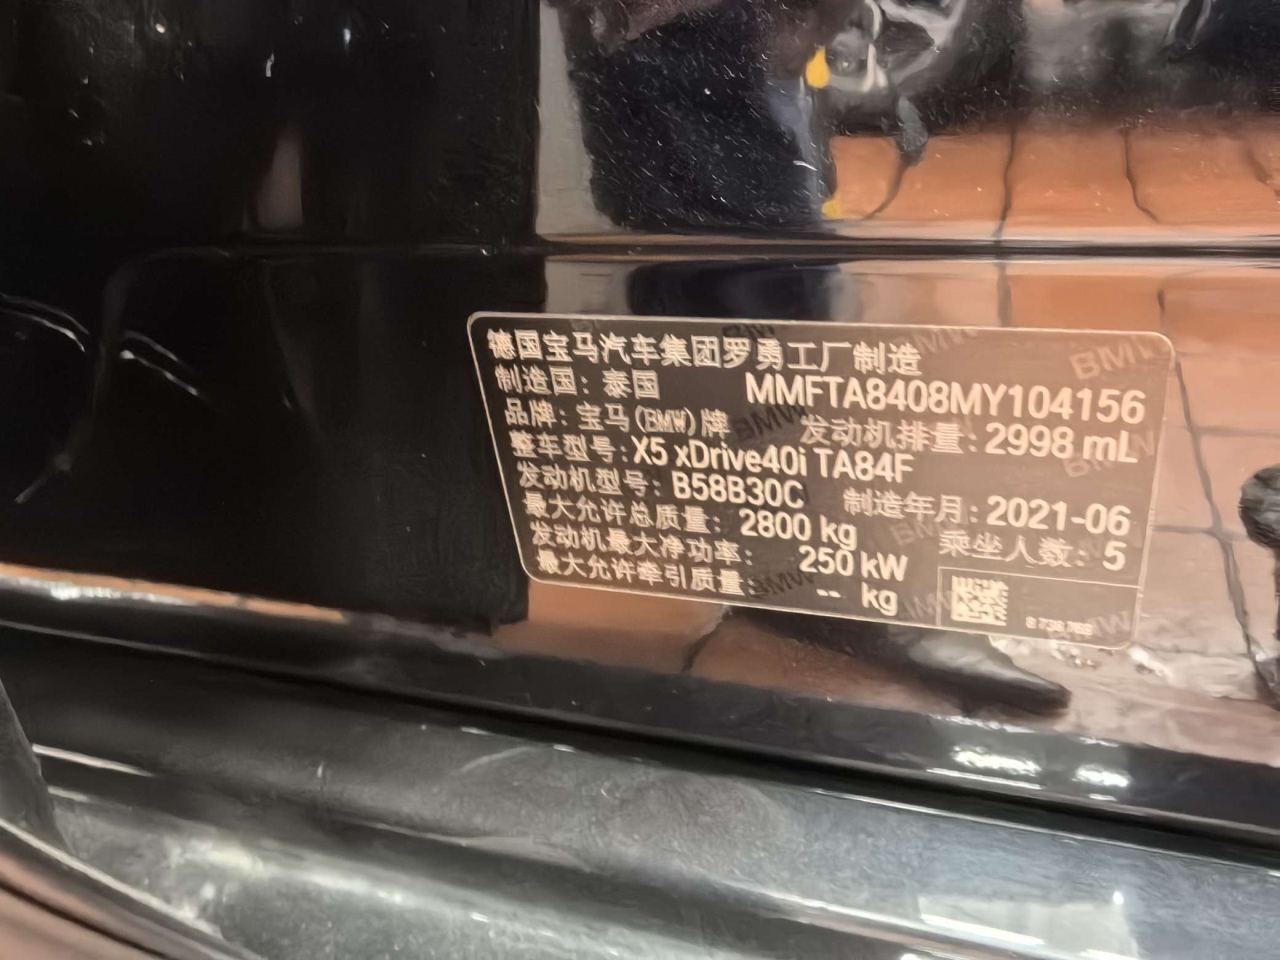 德国宝马汽车集团罗勇工厂制造
制造国: 泰国 MMFTA8408MY104156
品牌: 宝马(BMW)牌 发动机排量: 2998 mL
整车型号: X5 xDrive40i TA84F
发动机型号: B58B30C 制造年月: 2021-06
最大允许总质量: 2800 kg 乘坐人数: 5
发动机最大净功率: 250 kW
最大允许牵引质量: -- kg